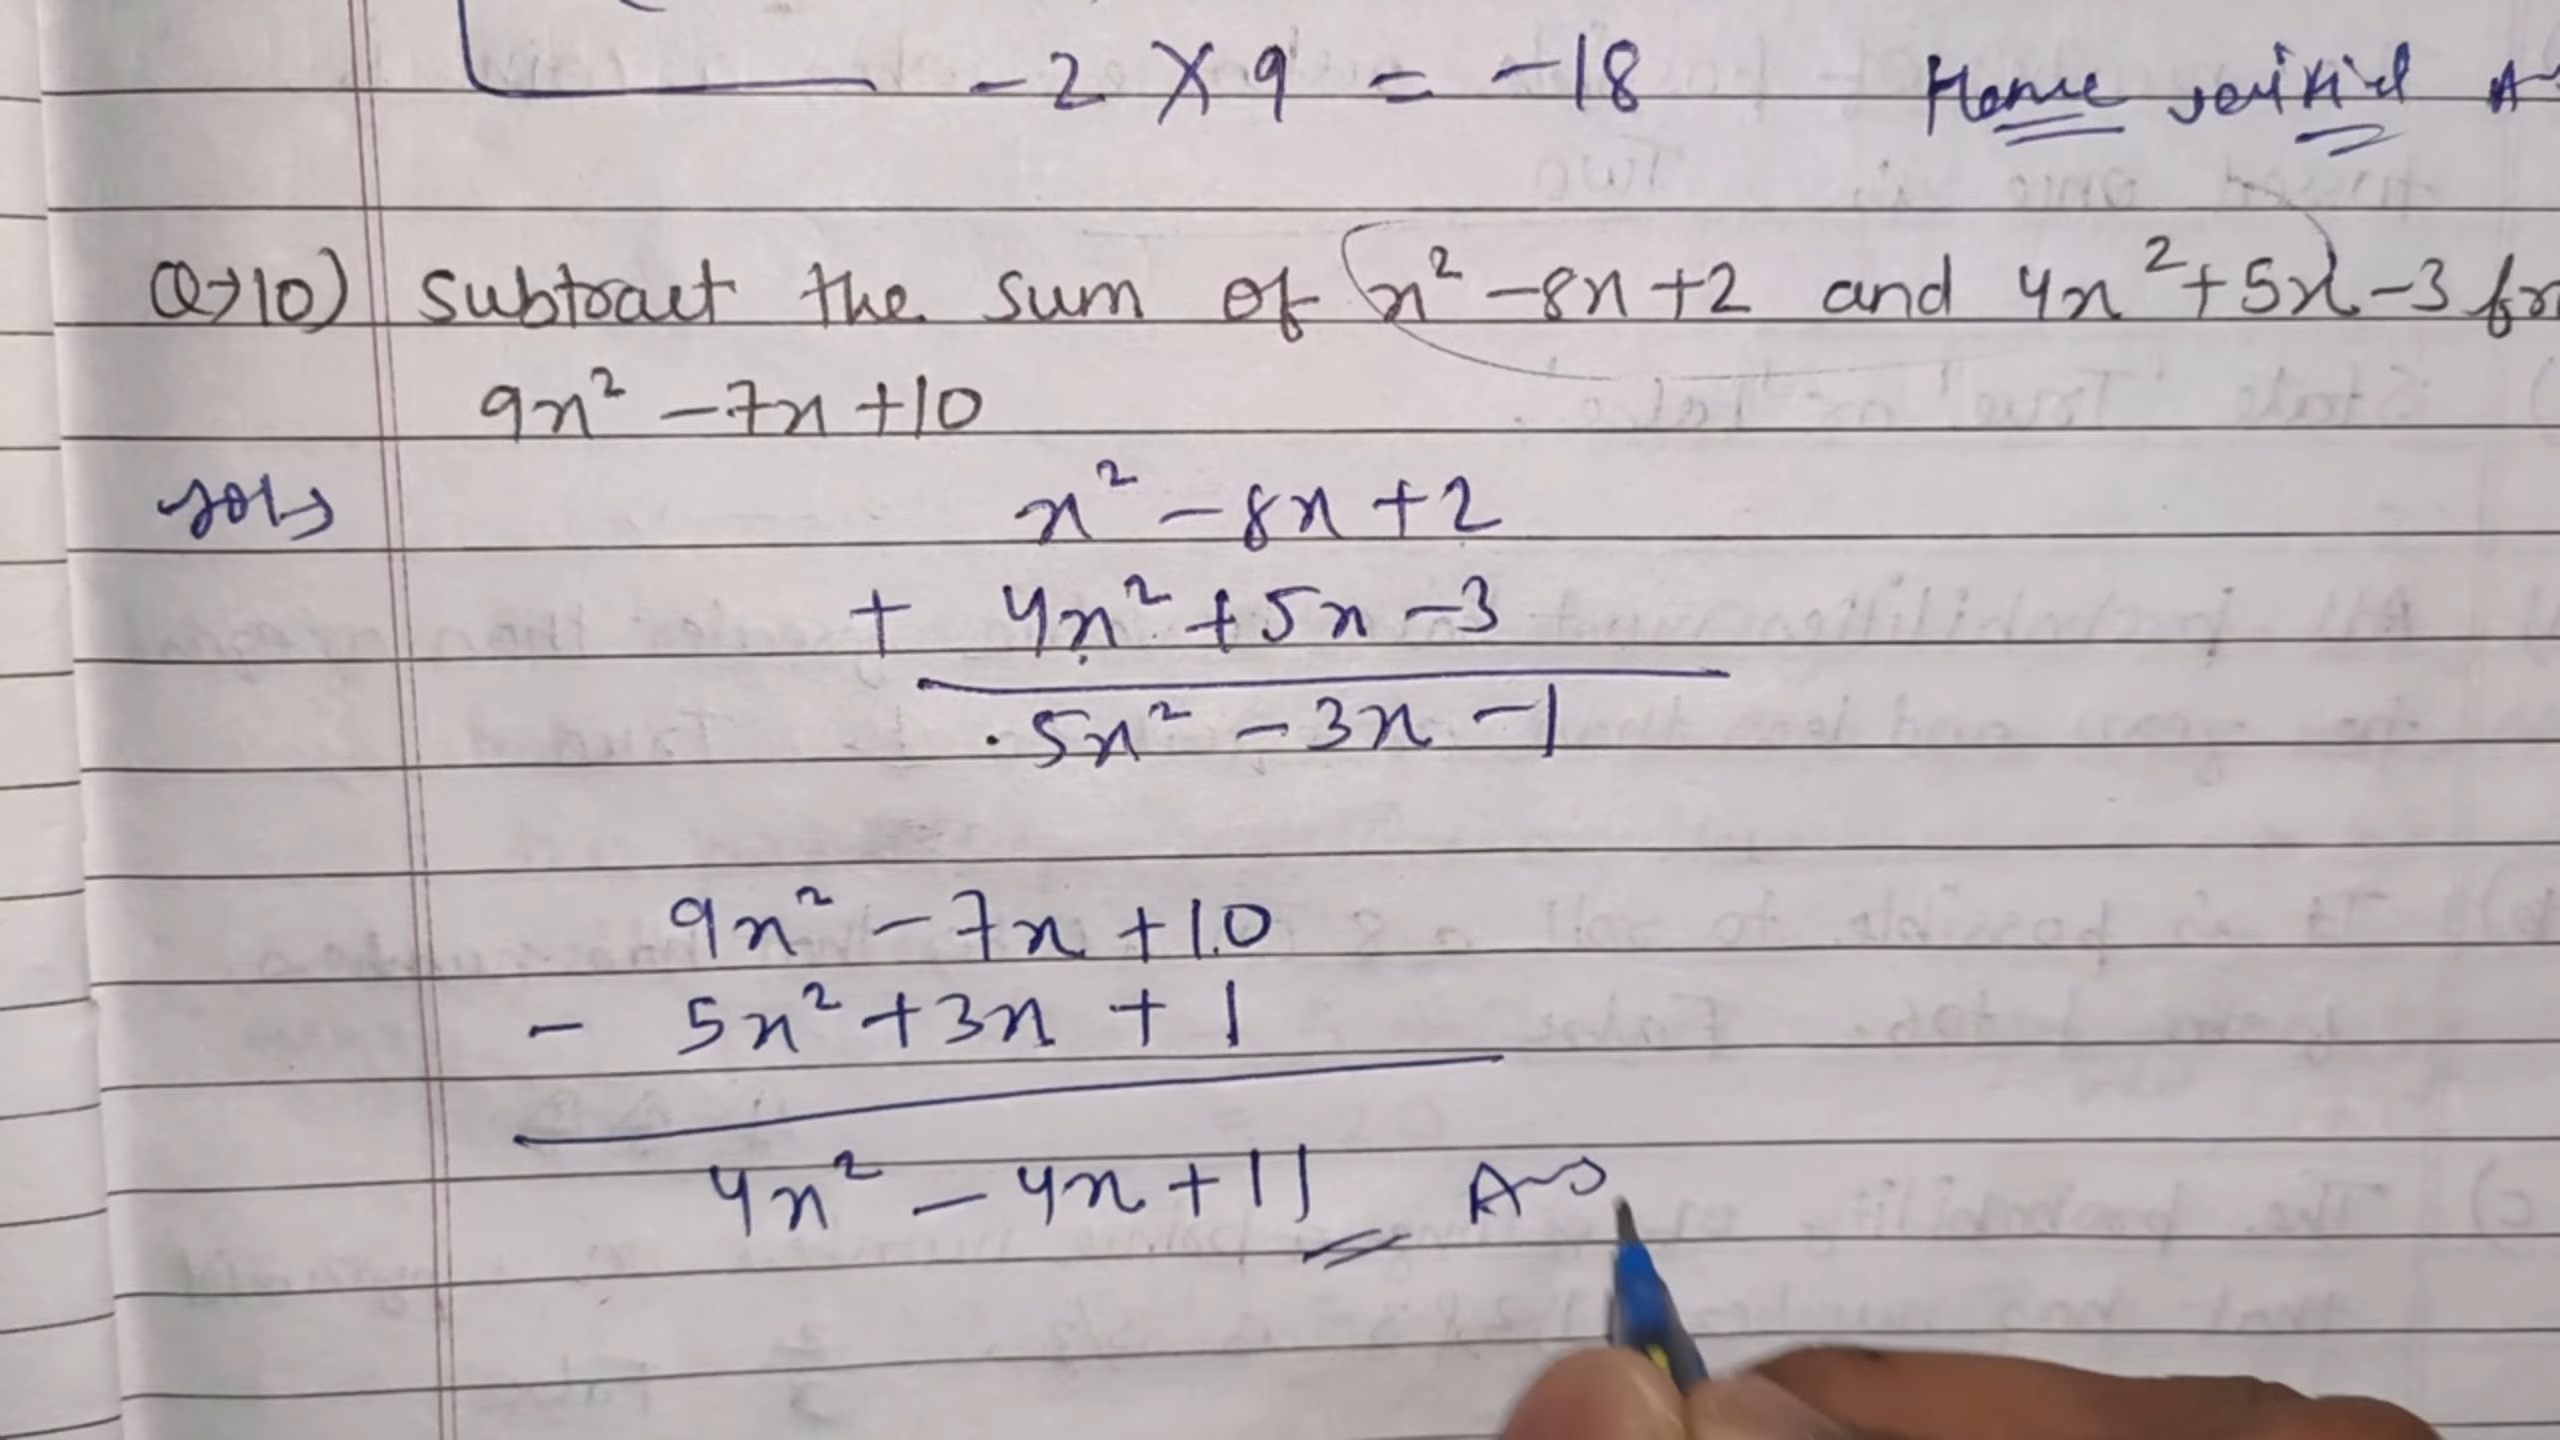 - 2 × 9 = -18 Hence verified
Q→10) Subtract the sum of x² - 8x + 2 and 4x² + 5x - 3
9x² - 7x + 10
sol→ x² - 8x + 2
+ 4x² + 5x - 3
5x² - 3x - 1
9x² - 7x + 10
- 5x² + 3x + 1
4x² - 4x + 11 Ans